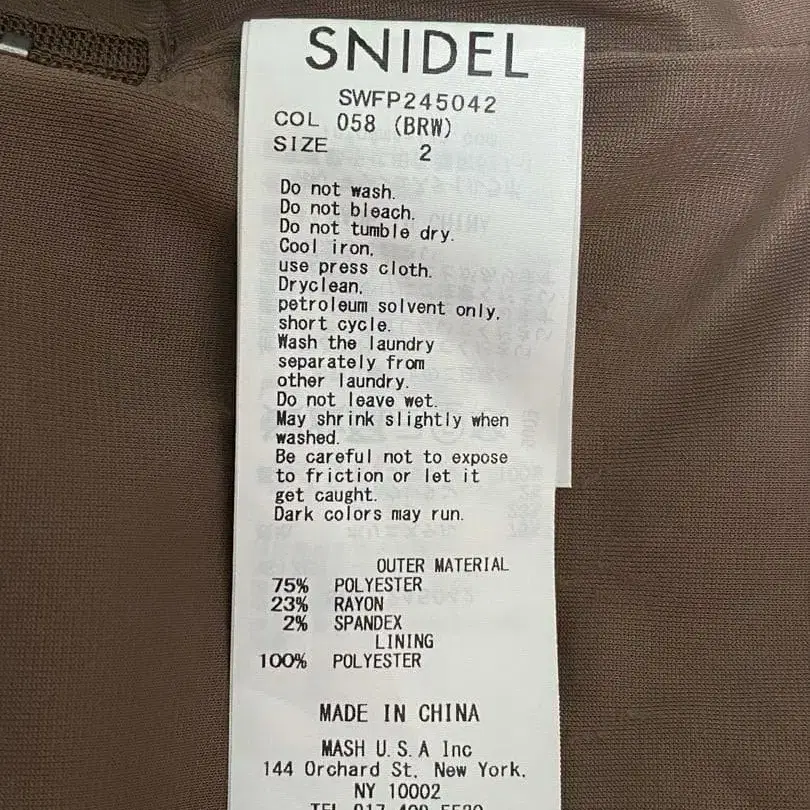 SNIDEL
SWFP245042
COL 058 (BRW)
SIZE 2
Do not wash.
Do not bleach.
Do not tumble dry.
Cool iron,
use press cloth.
Dryclean,
petroleum solvent only,
short cycle.
Wash the laundry
separately from
other laundry.
Do not leave wet.
May shrink slightly when
washed.
Be careful not to expose
to friction or let it
get caught.
Dark colors may run.
OUTER MATERIAL
75% POLYESTER
23% RAYON
2% SPANDEX
LINING
100% POLYESTER
MADE IN CHINA
MASH U.S.A Inc
144 Orchard St, New York,
NY 10002
TEL